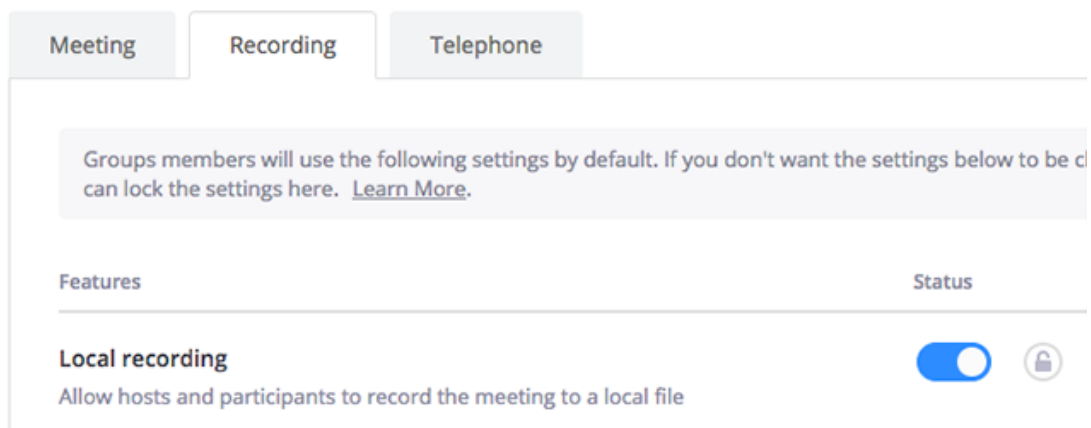 Meeting Recording Telephone
Groups members will use the following settings by default. If you don't want the settings below to be
can lock the settings here. Learn More.
Features Status
Local recording
Allow hosts and participants to record the meeting to a local file